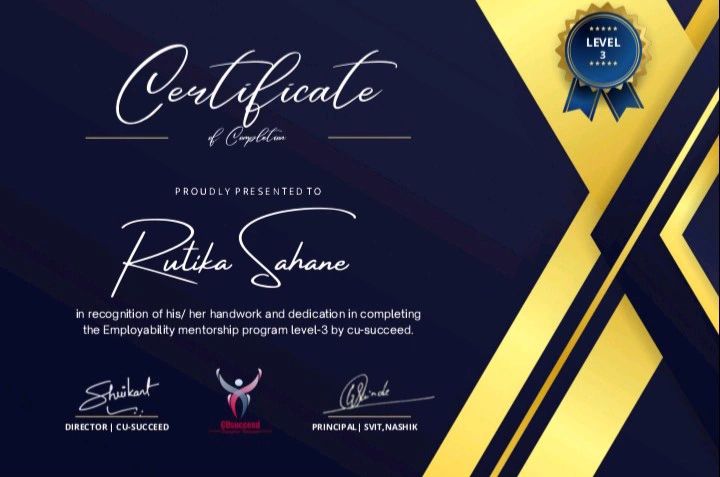 LEVEL
3
Certificate
of Completion
PROUDLY PRESENTED TO
Rutika Sahane
in recognition of his/ her handwork and dedication in completing
the Employability mentorship program level-3 by cu-succeed.
Shrikant
DIRECTOR | CU-SUCCEED
CUsucceed
PRINCIPAL| SVIT,NASHIK